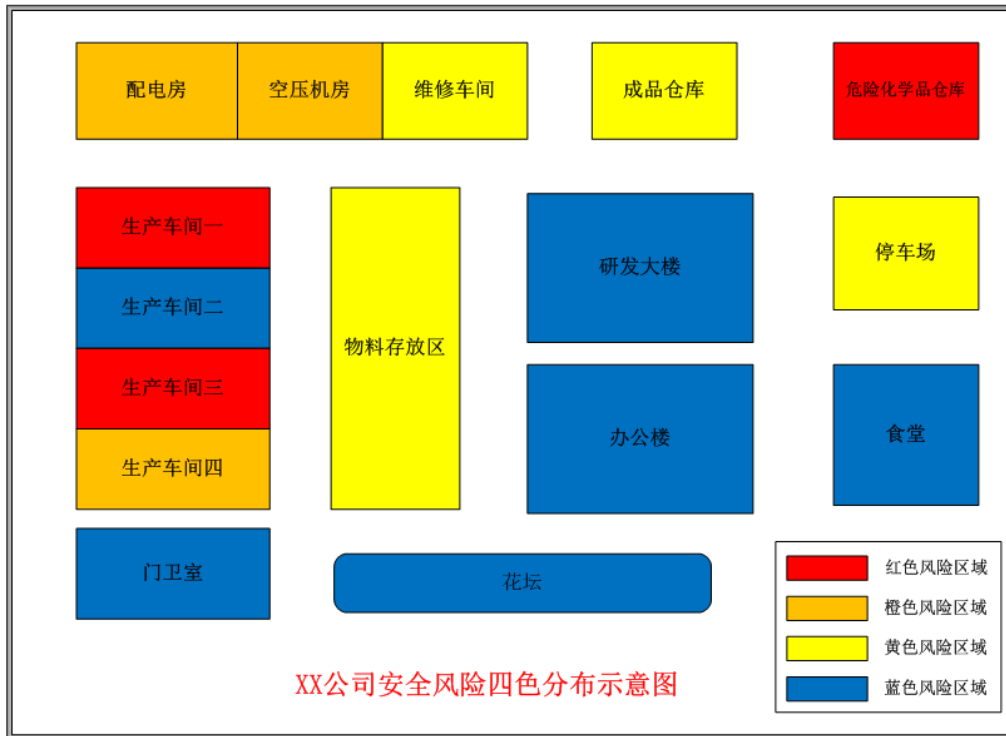 配电房
空压机房
维修车间
成品仓库
危险化学品仓库
生产车间一
生产车间二
生产车间三
生产车间四
物料存放区
研发大楼
停车场
办公楼
食堂
门卫室
花坛
红色风险区域
橙色风险区域
黄色风险区域
蓝色风险区域
XX公司安全风险四色分布示意图